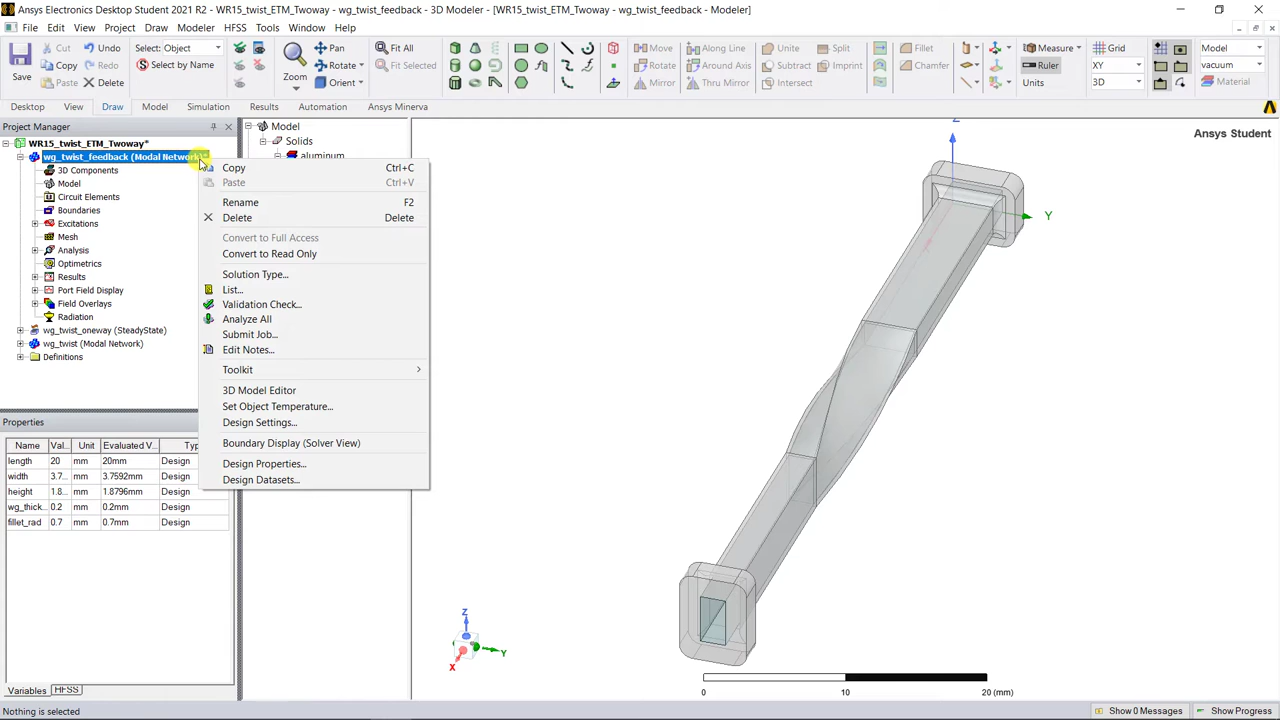 Ansys Electronics Desktop Student 2021 R2 - WR15_twist_ETM_Twoway - wg_twist_feedback - 3D Modeler - [WR15_twist_ETM_Twoway - wg_twist_feedback - Modeler]
File Edit View Project Draw Modeler HFSS Tools Window Help
Save
Cut Undo
Copy Redo
Paste Delete
Select: Object
Select by Name
Zoom
Pan
Rotate
Orient
Fit All
Fit Selected
Move Along Line
Rotate Around Axis
Mirror Thru Mirror
Unite Split
Subtract Imprint
Intersect
Fillet
Chamfer
Measure
Ruler
Units
Grid
XY
3D
Model
vacuum
Material
Desktop View Draw Model Simulation Results Automation Ansys Minerva
Project Manager
WR15_twist_ETM_Twoway*
wg_twist_feedback (Modal Network)*
3D Components
Model
Circuit Elements
Boundaries
Excitations
Mesh
Analysis
Optimetrics
Results
Port Field Display
Field Overlays
Radiation
wg_twist_oneway (SteadyState)
wg_twist (Modal Network)
Definitions
Model
Solids
aluminum
Copy Ctrl+C
Paste Ctrl+V
Rename F2
Delete Delete
Convert to Full Access
Convert to Read Only
Solution Type...
List...
Validation Check...
Analyze All
Submit Job...
Edit Notes...
Toolkit
3D Model Editor
Set Object Temperature...
Design Settings...
Boundary Display (Solver View)
Design Properties...
Design Datasets...
Properties
Name Val... Unit Evaluated V... Typ
length 20 mm 20mm Design
width 3.7... mm 3.7592mm Design
height 1.8... mm 1.8796mm Design
wg_thick... 0.2 mm 0.2mm Design
fillet_rad 0.7 mm 0.7mm Design
Variables HFSS
Ansys Student
Z
Y
Z
Y
X
0 10 20 (mm)
Nothing is selected
Show 0 Messages
Show Progress